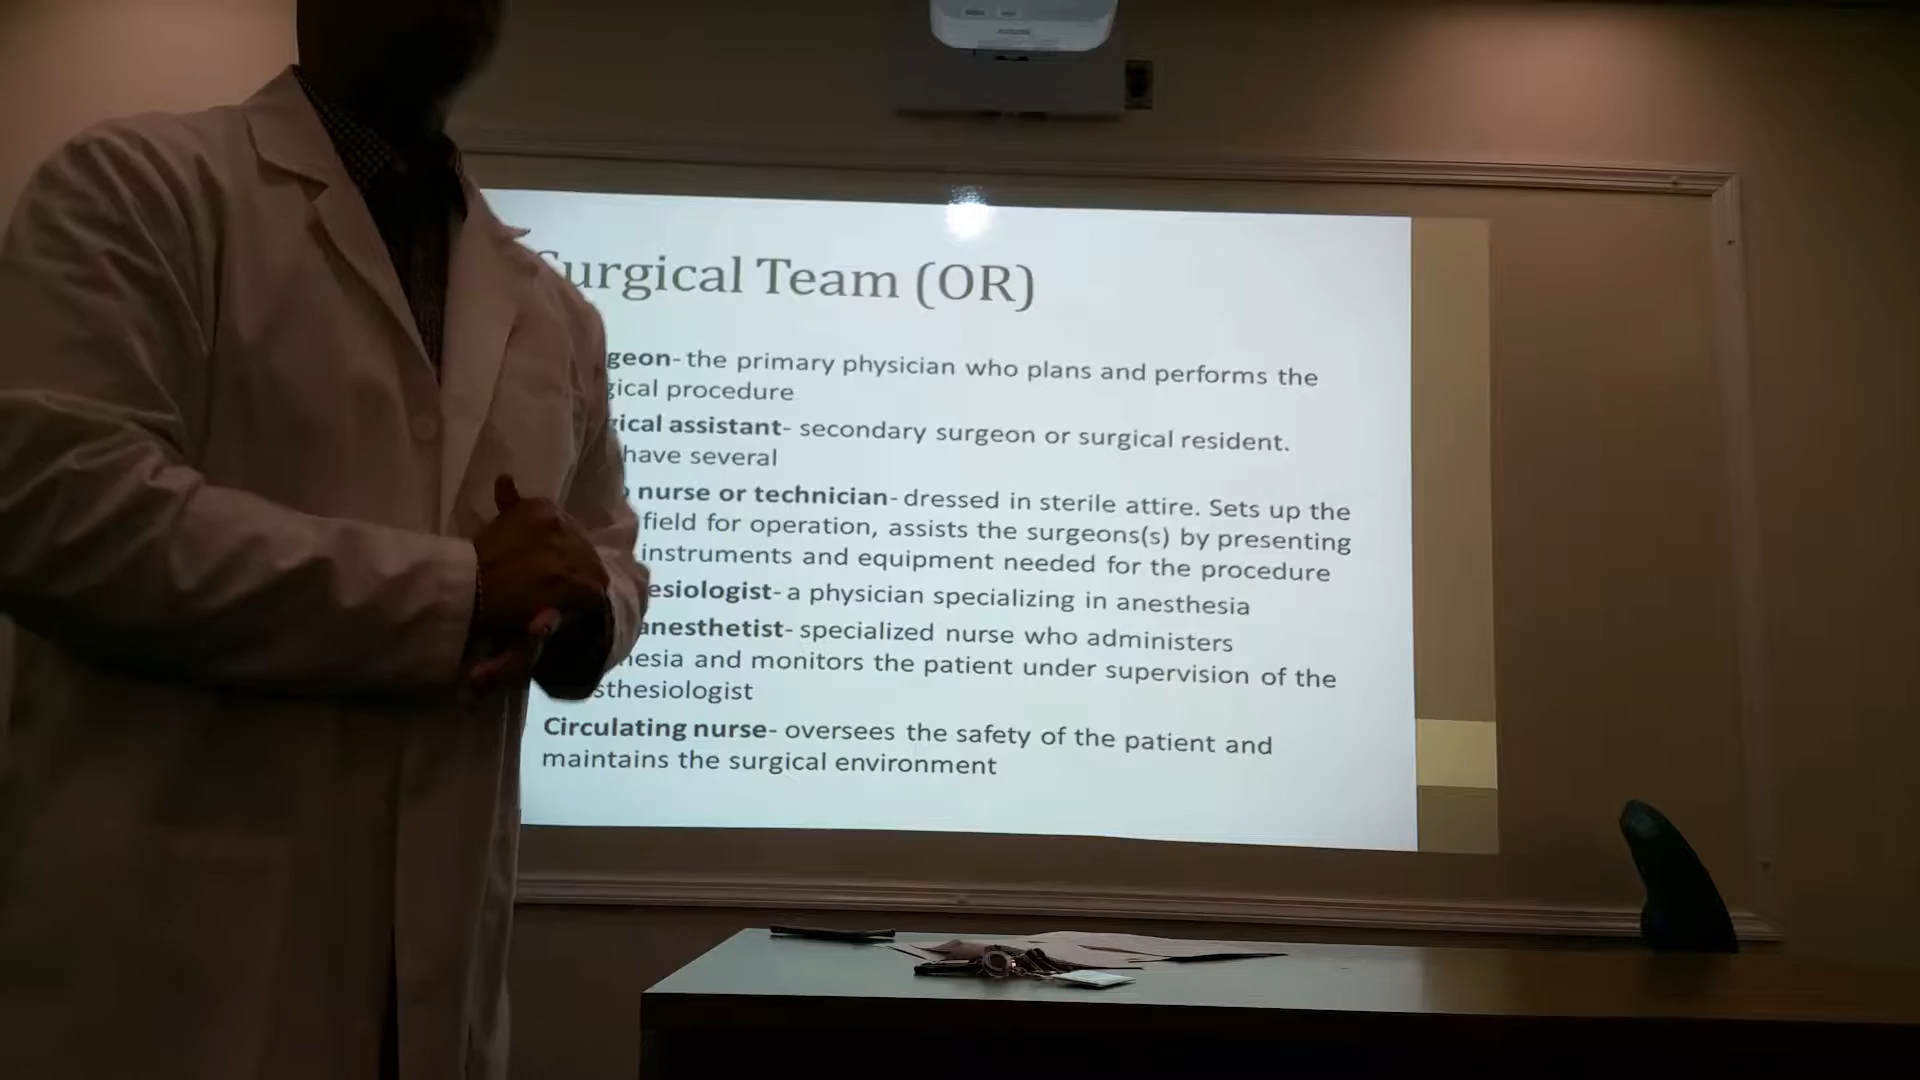 Surgical Team (OR)
geon- the primary physician who plans and performs the
gical procedure
gical assistant- secondary surgeon or surgical resident.
have several
nurse or technician- dressed in sterile attire. Sets up the
field for operation, assists the surgeons(s) by presenting
instruments and equipment needed for the procedure
esiologist- a physician specializing in anesthesia
anesthetist- specialized nurse who administers
hesia and monitors the patient under supervision of the
sthesiologist
Circulating nurse- oversees the safety of the patient and
maintains the surgical environment